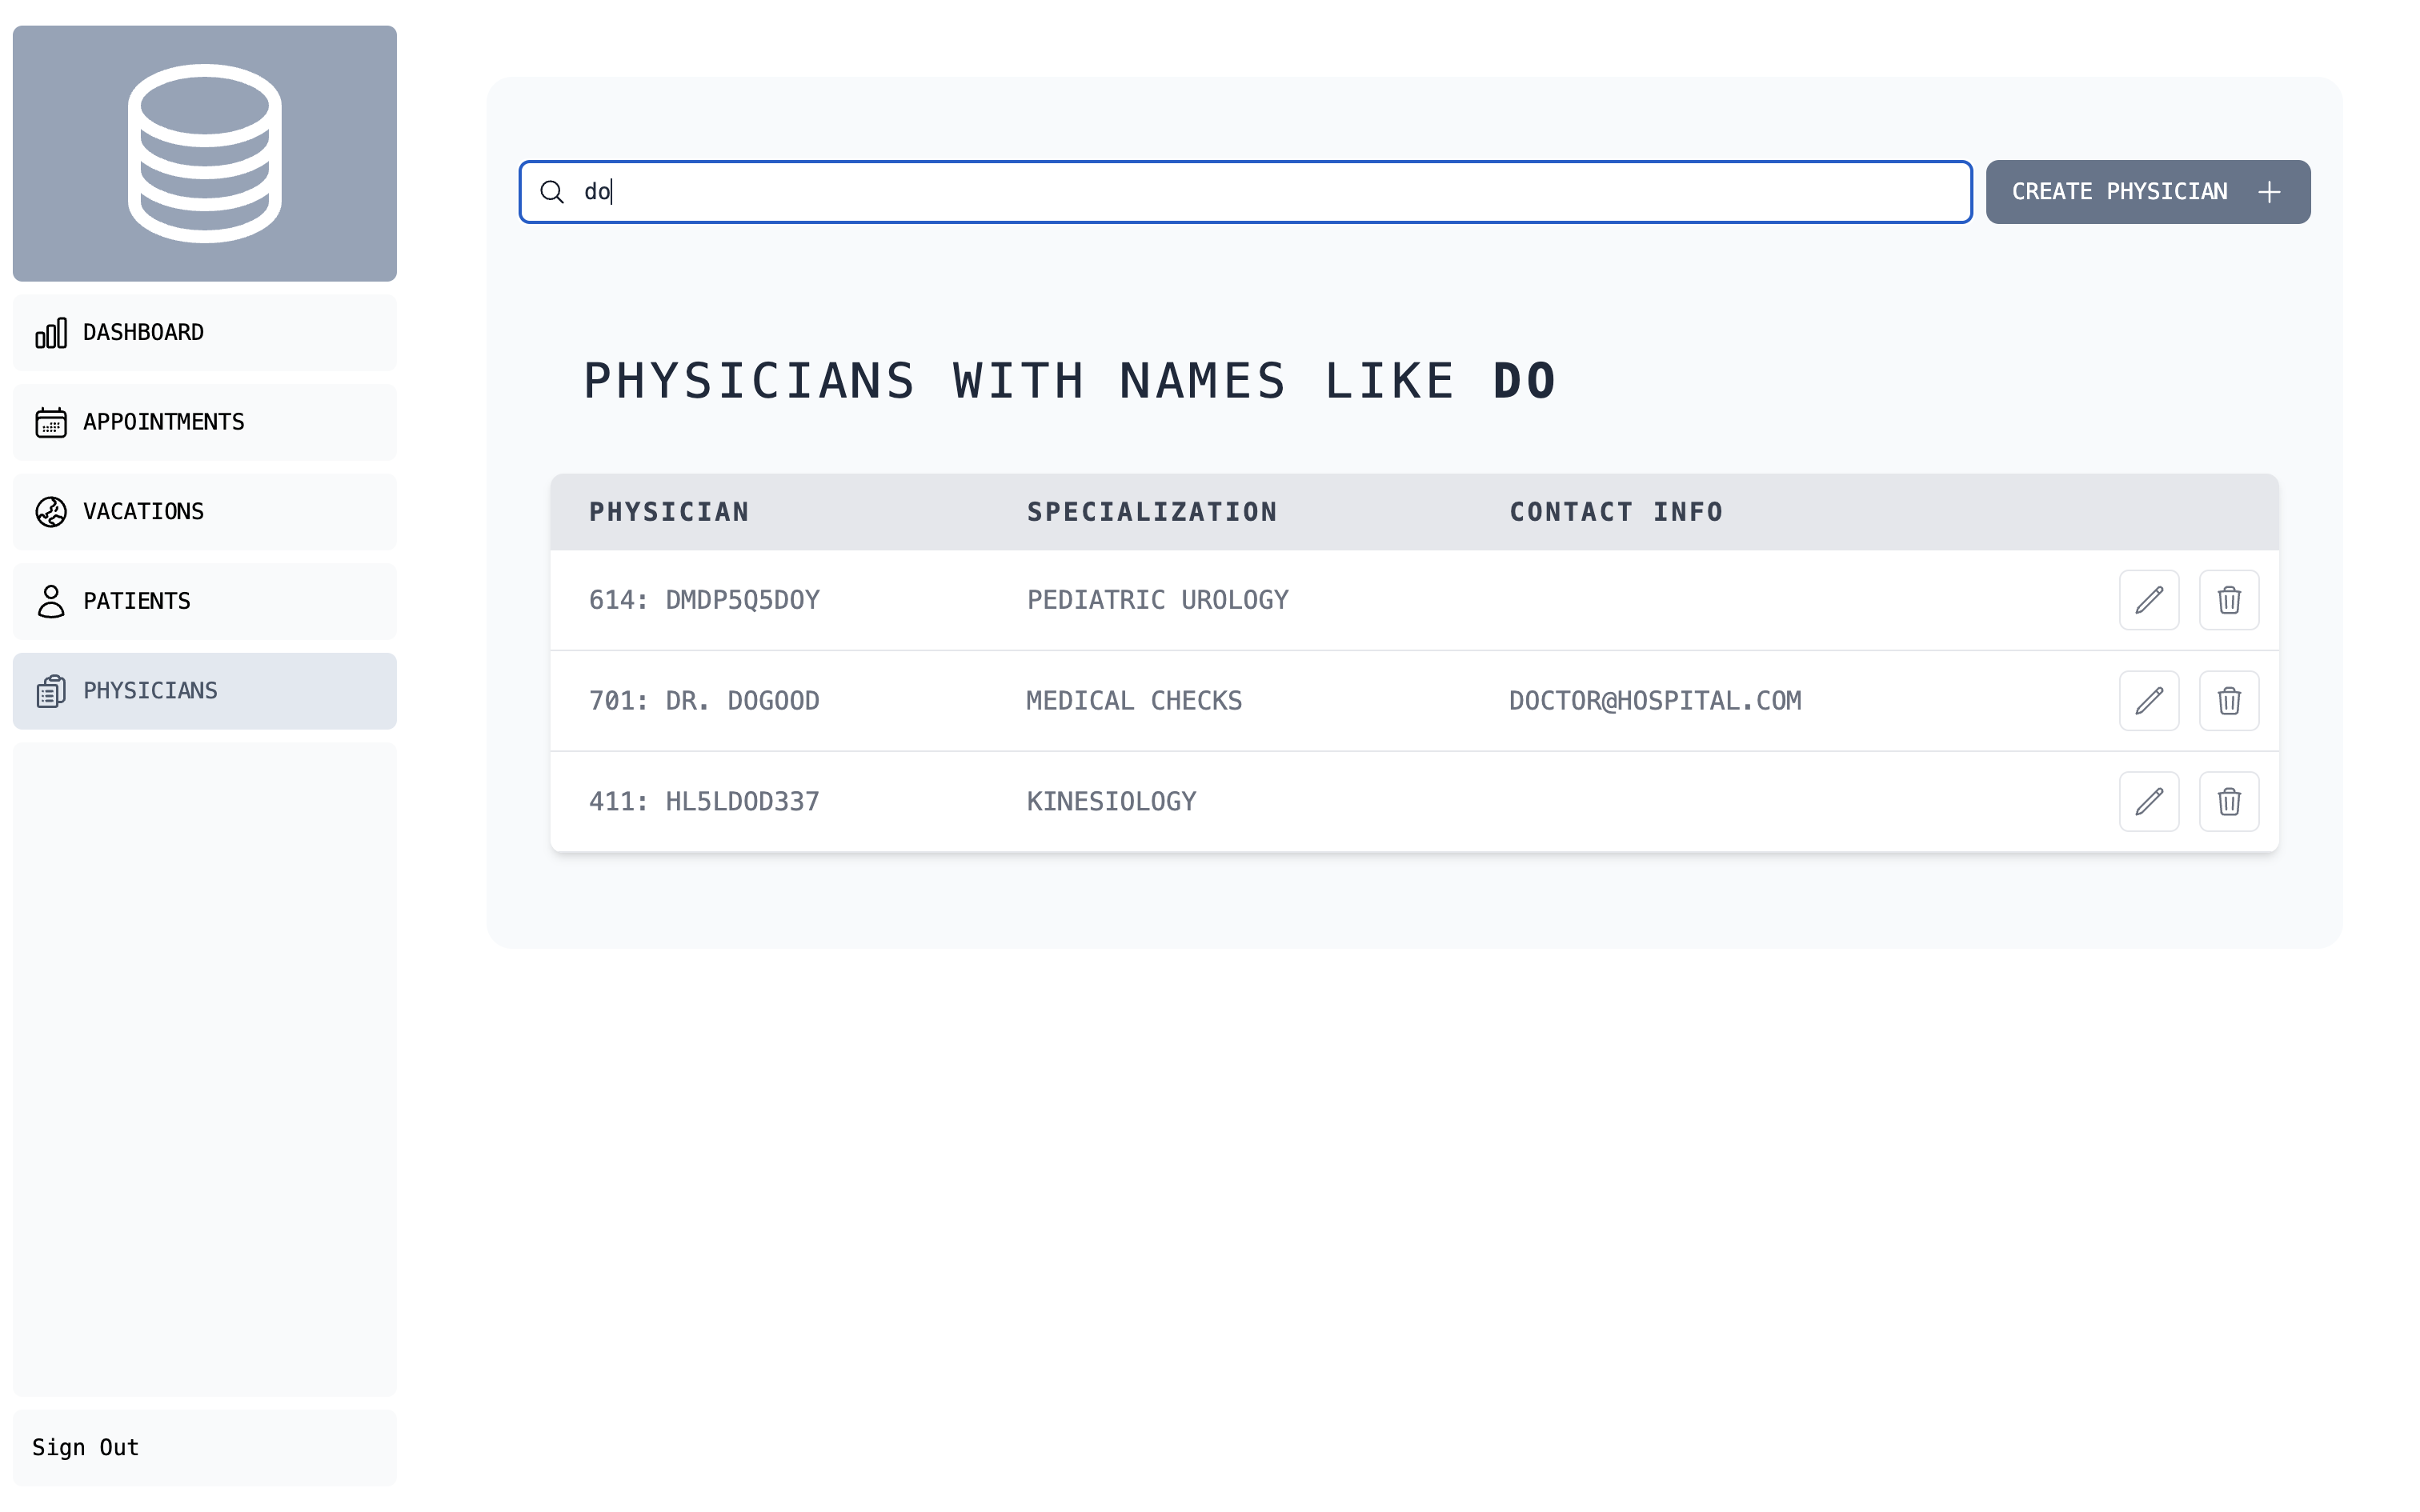 do
CREATE PHYSICIAN
DASHBOARD
APPOINTMENTS
VACATIONS
PATIENTS
PHYSICIANS
Sign Out
PHYSICIANS WITH NAMES LIKE DO
PHYSICIAN SPECIALIZATION CONTACT INFO
614: DMDP5Q5DOY PEDIATRIC UROLOGY
701: DR. DOGOOD MEDICAL CHECKS DOCTOR@HOSPITAL.COM
411: HL5LDOD337 KINESIOLOGY